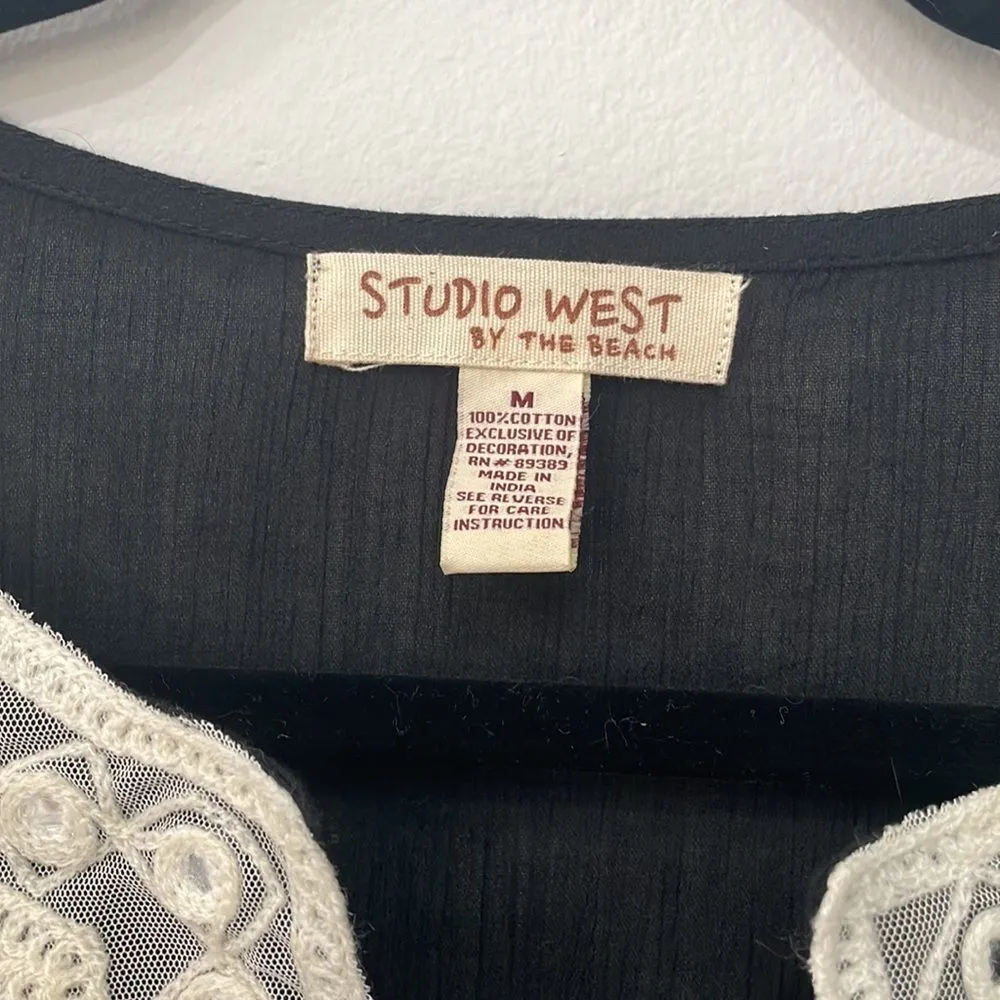 STUDIO WEST
BY THE BEACH
M
100%COTTON
EXCLUSIVE OF
DECORATION,
RN#89389
MADE IN
INDIA
SEE REVERSE
FOR CARE
INSTRUCTION